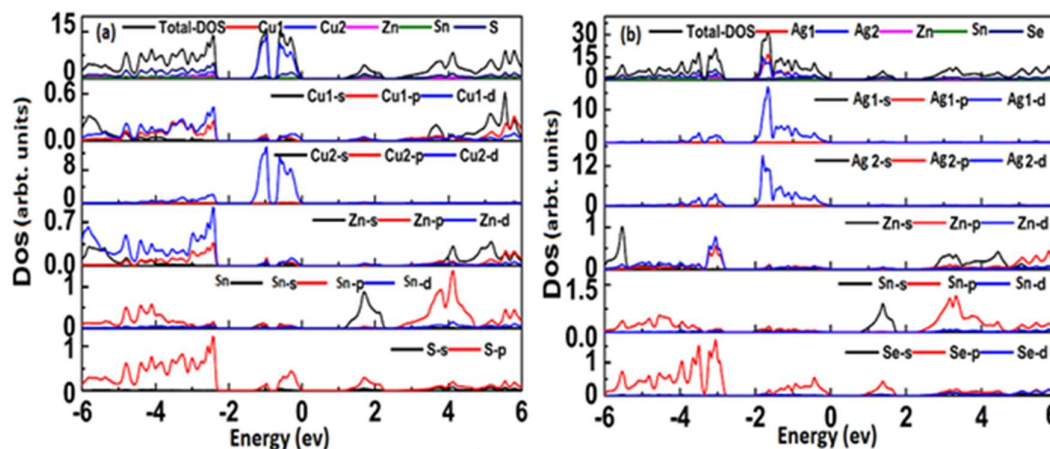 (a)
Total-DOS Cu1 Cu2 Zn Sn S
15
0
0.6
Cu1-s Cu1-p Cu1-d
0.0
8
Cu2-s Cu2-p Cu2-d
0
0.7
Zn-s Zn-p Zn-d
0.0
1
Sn Sn-s Sn-p Sn-d
0
1
S-s S-p
0
-6 -4 -2 0 2 4 6
Energy (ev)
DOS (arbt. units)
(b)
Total-DOS Ag1 Ag2 Zn Sn Se
30
15
0
10
Ag1-s Ag1-p Ag1-d
0
12
Ag 2-s Ag 2-p Ag 2-d
0
1
Zn-s Zn-p Zn-d
0
1.5
Sn-s Sn-p Sn-d
0.0
1
Se-s Se-p Se-d
0
-6 -4 -2 0 2 4 6
Energy (ev)
DOS (arbt. units)